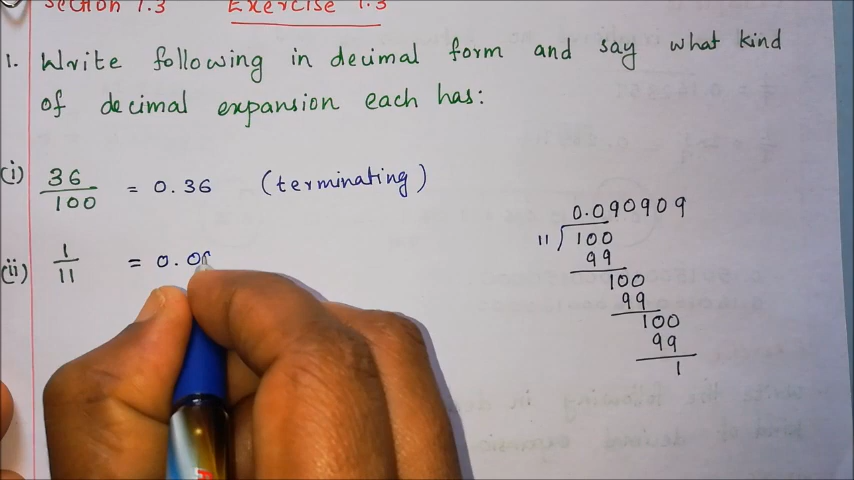 Section 1.3 Exercise 1.3
1. Write following in decimal form and say what kind
of decimal expansion each has:
(i) 36/100 = 0.36 (terminating)
(ii) 1/11 = 0.0
0.090909
11 ) 100
99
100
99
100
99
1